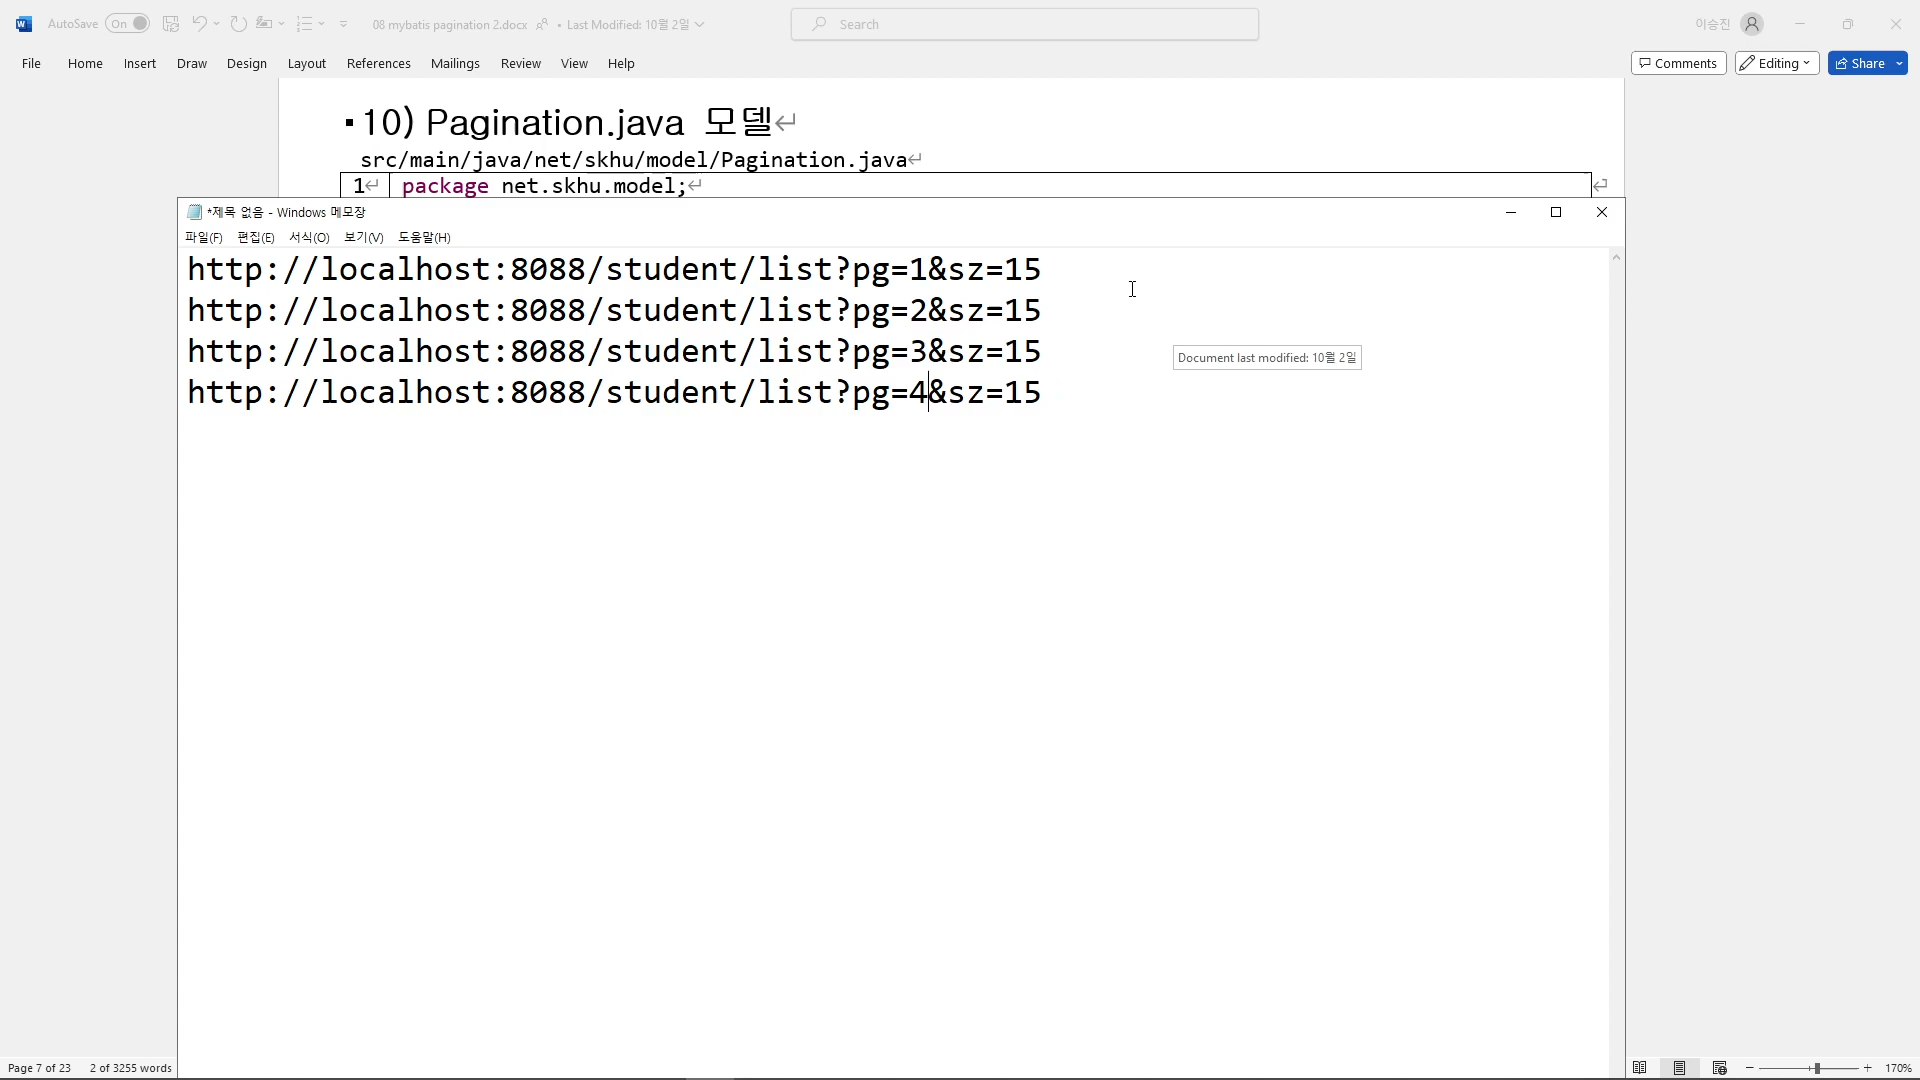 AutoSave On 08 mybatis pagination 2.docx • Last Modified: 10월 2일 Search 이승진
File Home Insert Draw Design Layout References Mailings Review View Help Comments Editing Share
▪10) Pagination.java 모델↵
src/main/java/net/skhu/model/Pagination.java↵
1↵ package net.skhu.model;↵
*제목 없음 - Windows 메모장
파일(F) 편집(E) 서식(O) 보기(V) 도움말(H)
http://localhost:8088/student/list?pg=1&sz=15
http://localhost:8088/student/list?pg=2&sz=15
http://localhost:8088/student/list?pg=3&sz=15
Document last modified: 10월 2일
http://localhost:8088/student/list?pg=4&sz=15
Page 7 of 23 2 of 3255 words 170%